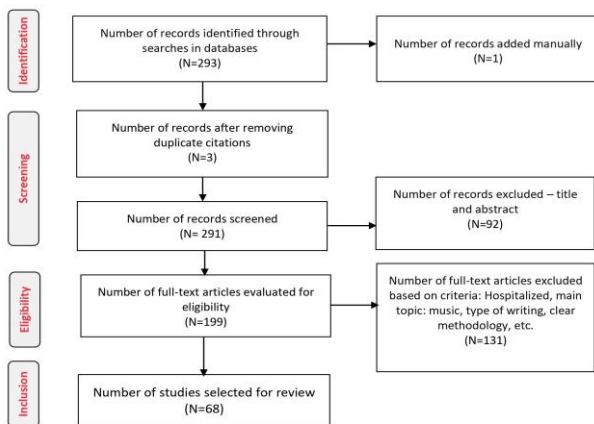 Identification
Number of records identified through
searches in databases
(N=293)
Number of records added manually
(N=1)
Screening
Number of records after removing
duplicate citations
(N=3)
Number of records screened
(N= 291)
Number of records excluded – title
and abstract
(N=92)
Eligibility
Number of full-text articles evaluated for
eligibility
(N=199)
Number of full-text articles excluded
based on criteria: Hospitalized, main
topic: music, type of writing, clear
methodology, etc.
(N=131)
Inclusion
Number of studies selected for review
(N=68)